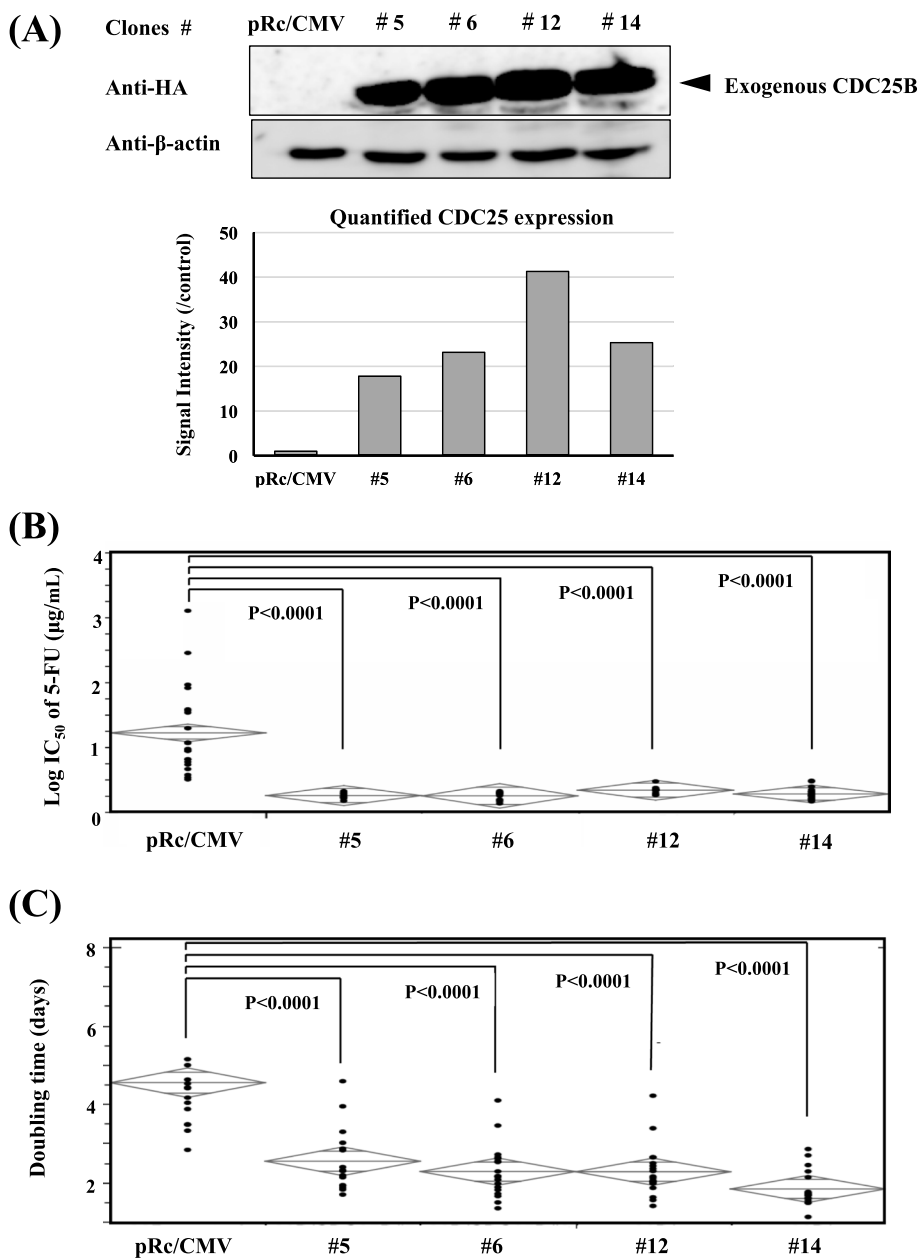 (A)
Clones # pRc/CMV # 5 # 6 # 12 # 14
Anti-HA
Exogenous CDC25B
Anti-β-actin
Quantified CDC25 expression
Signal Intensity (/control)
50
40
30
20
10
0
pRc/CMV #5 #6 #12 #14
(B)
Log IC50 of 5-FU (µg/mL)
4
3
2
1
0
P<0.0001
P<0.0001
P<0.0001
P<0.0001
pRc/CMV #5 #6 #12 #14
(C)
Doubling time (days)
8
6
4
2
P<0.0001
P<0.0001
P<0.0001
P<0.0001
pRc/CMV #5 #6 #12 #14